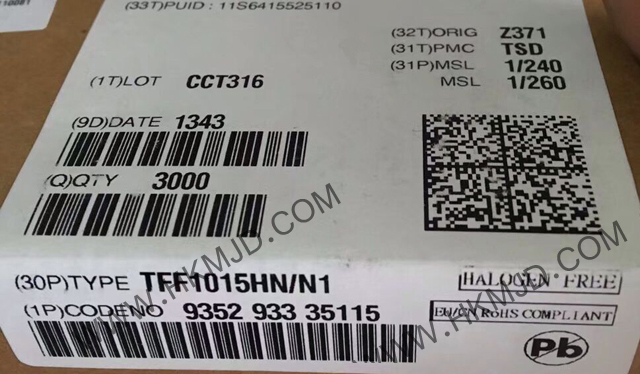 (33T)PUID : 11S6415525110
(32T)ORIG Z371
(31T)PMC TSD
(31P)MSL 1/240
MSL 1/260
(1T)LOT CCT316
(9D)DATE 1343
(Q)QTY 3000
(30P)TYPE TFF1015HN/N1
(1P)CODENO 9352 933 35115
HALOGEN FREE
EU/CN RoHS COMPLIANT
Pb
WWW.HKMJD.COM
WWW.HKMJD.COM